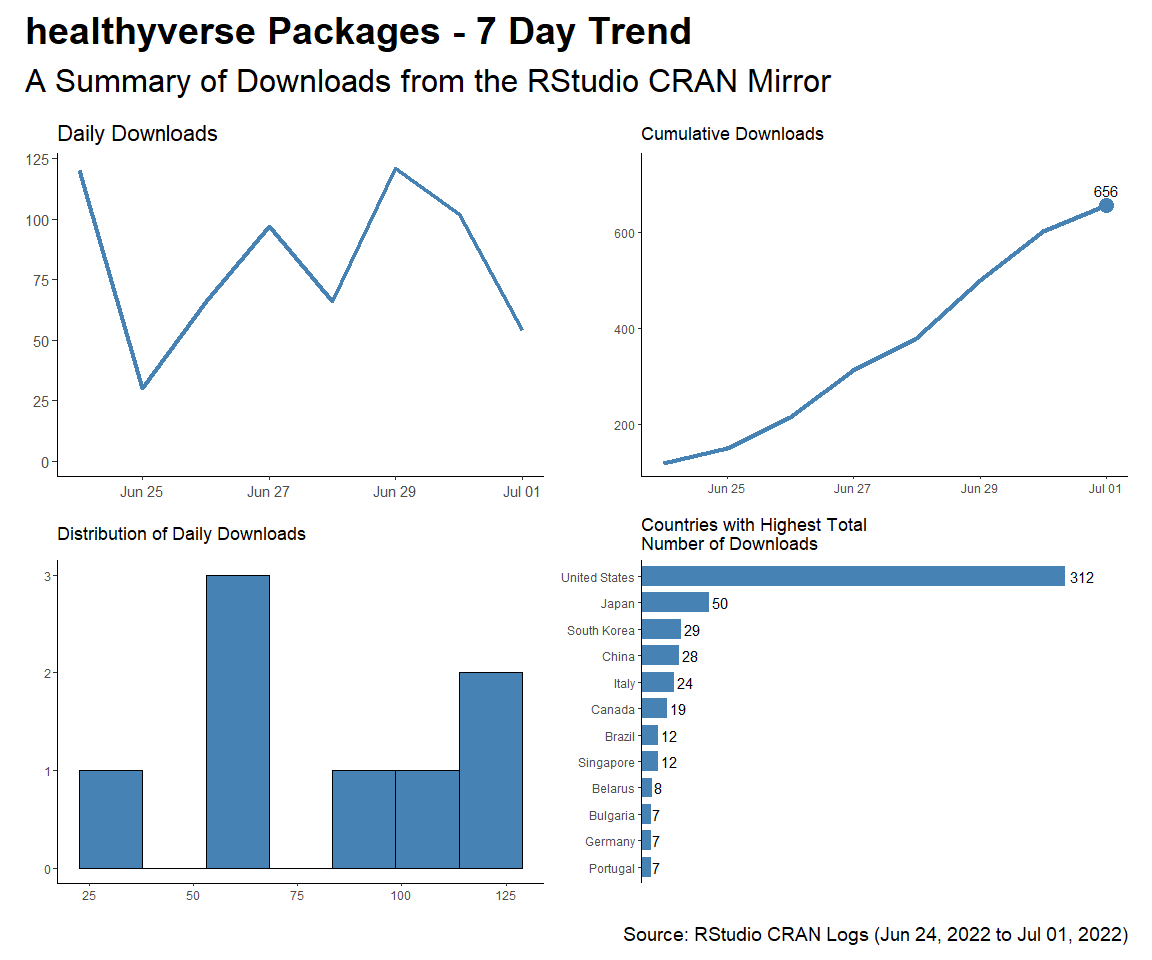 healthyverse Packages - 7 Day Trend
A Summary of Downloads from the RStudio CRAN Mirror
Daily Downloads
125
100
75
50
25
0
Jun 25 Jun 27 Jun 29 Jul 01
Cumulative Downloads
656
600
400
200
Jun 25 Jun 27 Jun 29 Jul 01
Distribution of Daily Downloads
3
2
1
0
25 50 75 100 125
Countries with Highest Total
Number of Downloads
United States 312
Japan 50
South Korea 29
China 28
Italy 24
Canada 19
Brazil 12
Singapore 12
Belarus 8
Bulgaria 7
Germany 7
Portugal 7
Source: RStudio CRAN Logs (Jun 24, 2022 to Jul 01, 2022)